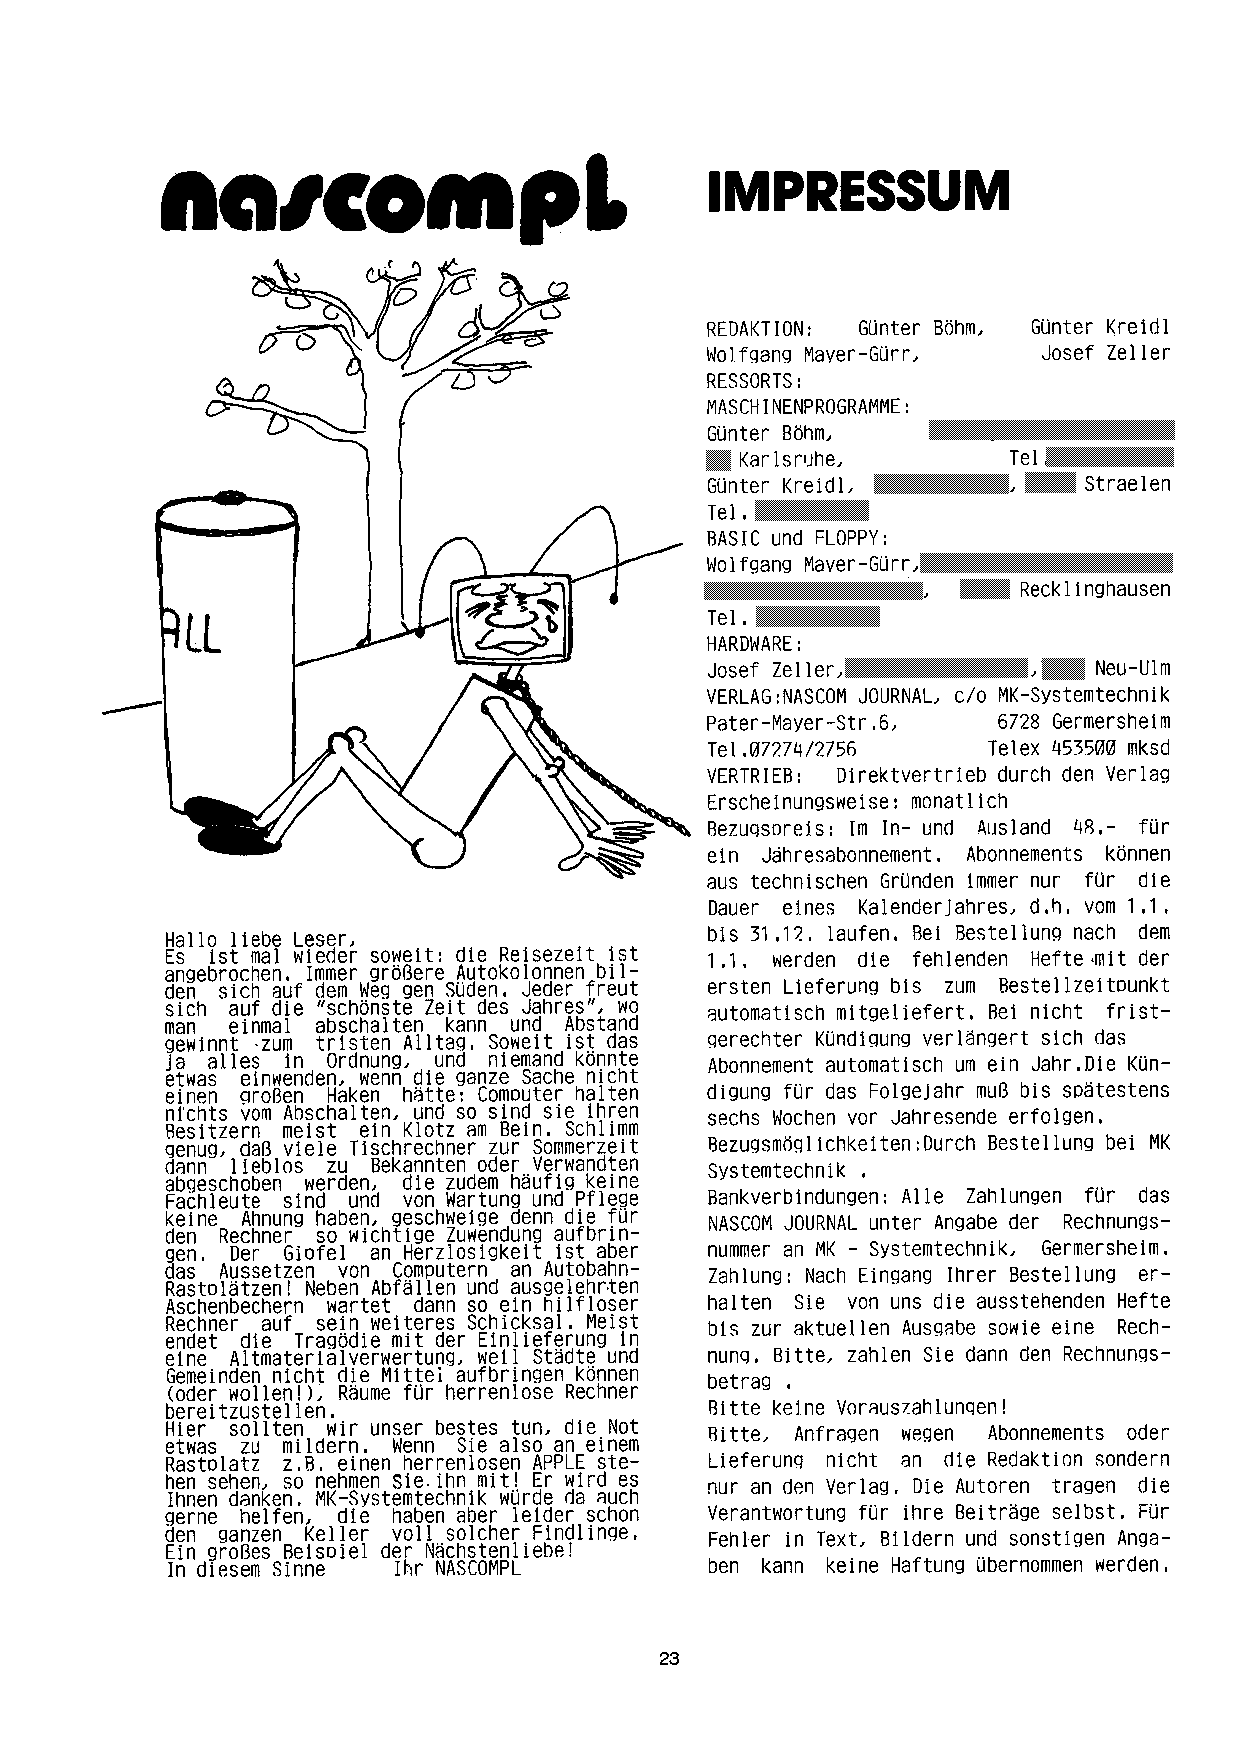 nascompl
ALL
Hallo liebe Leser,
Es ist mal wieder soweit: die Reisezeit ist
angebrochen. Immer größere Autokolonnen bil-
den sich auf dem Weg gen Süden. Jeder freut
sich auf die "schönste Zeit des Jahres", wo
man einmal abschalten kann und Abstand
gewinnt zum tristen Alltag. Soweit ist das
ja alles in Ordnung, und niemand könnte
etwas einwenden, wenn die ganze Sache nicht
einen großen Haken hätte: Computer halten
nichts vom Abschalten, und so sind sie ihren
Besitzern meist ein Klotz am Bein. Schlimm
genug, daß viele Tischrechner zur Sommerzeit
dann lieblos zu Bekannten oder Verwandten
abgeschoben werden, die zudem häufig keine
Fachleute sind und von Wartung und Pflege
keine Ahnung haben, geschweige denn die für
den Rechner so wichtige Zuwendung aufbrin-
gen. Der Gipfel an Herzlosigkeit ist aber
das Aussetzen von Computern an Autobahn-
Rastplätzen! Neben Abfällen und ausgelehrten
Aschenbechern wartet dann so ein hilfloser
Rechner auf sein weiteres Schicksal. Meist
endet die Tragödie mit der Einlieferung in
eine Altmaterialverwertung, weil Städte und
Gemeinden nicht die Mittel aufbringen können
(oder wollen!), Räume für herrenlose Rechner
bereitzustellen.
Hier sollten wir unser bestes tun, die Not
etwas zu mildern. Wenn Sie also an einem
Rastplatz z.B. einen herrenlosen APPLE ste-
hen sehen, so nehmen Sie ihn mit! Er wird es
Ihnen danken. MK-Systemtechnik würde da auch
gerne helfen, die haben aber leider schon
den ganzen Keller voll solcher Findlinge.
Ein großes Beispiel der Nächstenliebe!
In diesem Sinne Ihr NASCOMPL
IMPRESSUM
REDAKTION: Günter Böhm, Günter Kreidl
Wolfgang Mayer-Gürr, Josef Zeller
RESSORTS:
MASCHINENPROGRAMME:
Günter Böhm,
Karlsruhe, Tel
Günter Kreidl, , Straelen
Tel.
BASIC und FLOPPY:
Wolfgang Mayer-Gürr,
, Recklinghausen
Tel.
HARDWARE:
Josef Zeller, , Neu-Ulm
VERLAG:NASCOM JOURNAL, c/o MK-Systemtechnik
Pater-Mayer-Str.6, 6728 Germersheim
Tel.07274/2756 Telex 453500 mksd
VERTRIEB: Direktvertrieb durch den Verlag
Erscheinungsweise: monatlich
Bezugspreis: Im In- und Ausland 48.- für
ein Jahresabonnement. Abonnements können
aus technischen Gründen immer nur für die
Dauer eines Kalenderjahres, d.h. vom 1.1.
bis 31.12. laufen. Bei Bestellung nach dem
1.1. werden die fehlenden Hefte mit der
ersten Lieferung bis zum Bestellzeitpunkt
automatisch mitgeliefert. Bei nicht frist-
gerechter Kündigung verlängert sich das
Abonnement automatisch um ein Jahr.Die Kün-
digung für das Folgejahr muß bis spätestens
sechs Wochen vor Jahresende erfolgen.
Bezugsmöglichkeiten:Durch Bestellung bei MK
Systemtechnik .
Bankverbindungen: Alle Zahlungen für das
NASCOM JOURNAL unter Angabe der Rechnungs-
nummer an MK - Systemtechnik, Germersheim.
Zahlung: Nach Eingang Ihrer Bestellung er-
halten Sie von uns die ausstehenden Hefte
bis zur aktuellen Ausgabe sowie eine Rech-
nung. Bitte, zahlen Sie dann den Rechnungs-
betrag .
Bitte keine Vorauszahlungen!
Bitte, Anfragen wegen Abonnements oder
Lieferung nicht an die Redaktion sondern
nur an den Verlag. Die Autoren tragen die
Verantwortung für ihre Beiträge selbst. Für
Fehler in Text, Bildern und sonstigen Anga-
ben kann keine Haftung übernommen werden.
23